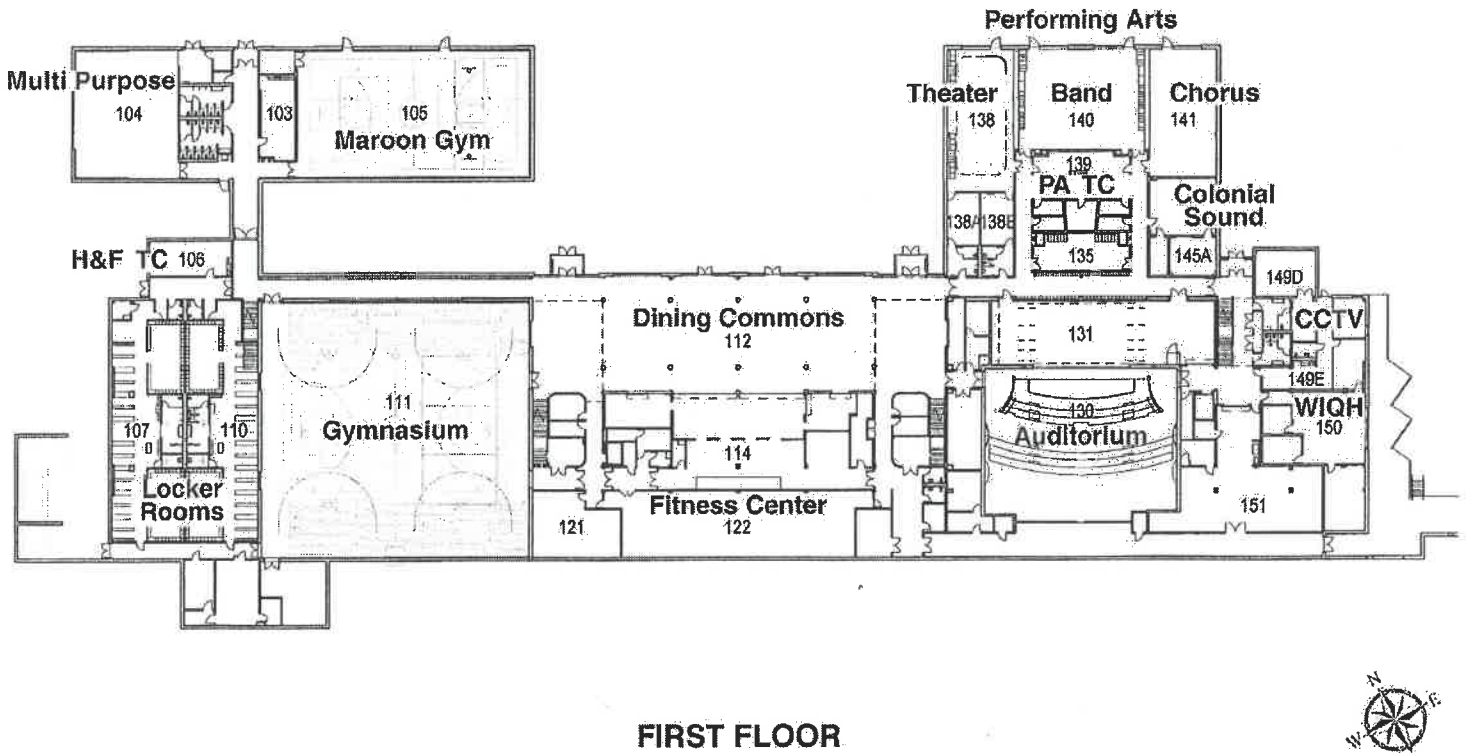 Performing Arts
Multi Purpose
104
103
105
Maroon Gym
Theater
138
Band
140
Chorus
141
139
PA TC
Colonial
Sound
138A
138B
135
145A
H&F TC 106
149D
Dining Commons
112
131
CCTV
149E
111
Gymnasium
107
110
130
Auditorium
WIQH
150
114
Locker
Rooms
Fitness Center
121
122
151
N
E
W
FIRST FLOOR